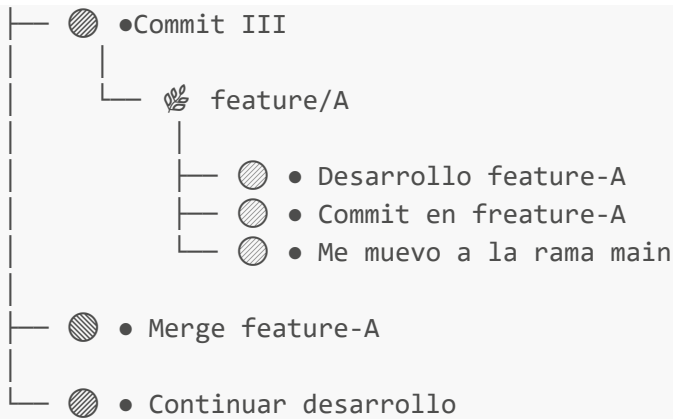 ●Commit III
feature/A
● Desarrollo feature-A
● Commit en freature-A
● Me muevo a la rama main
● Merge feature-A
● Continuar desarrollo